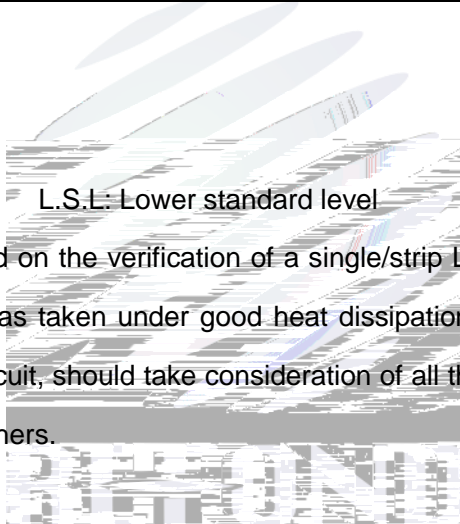 L.S.L: Lower standard level
d on the verification of a single/strip L
as taken under good heat dissipation
cuit, should take consideration of all th
ners.